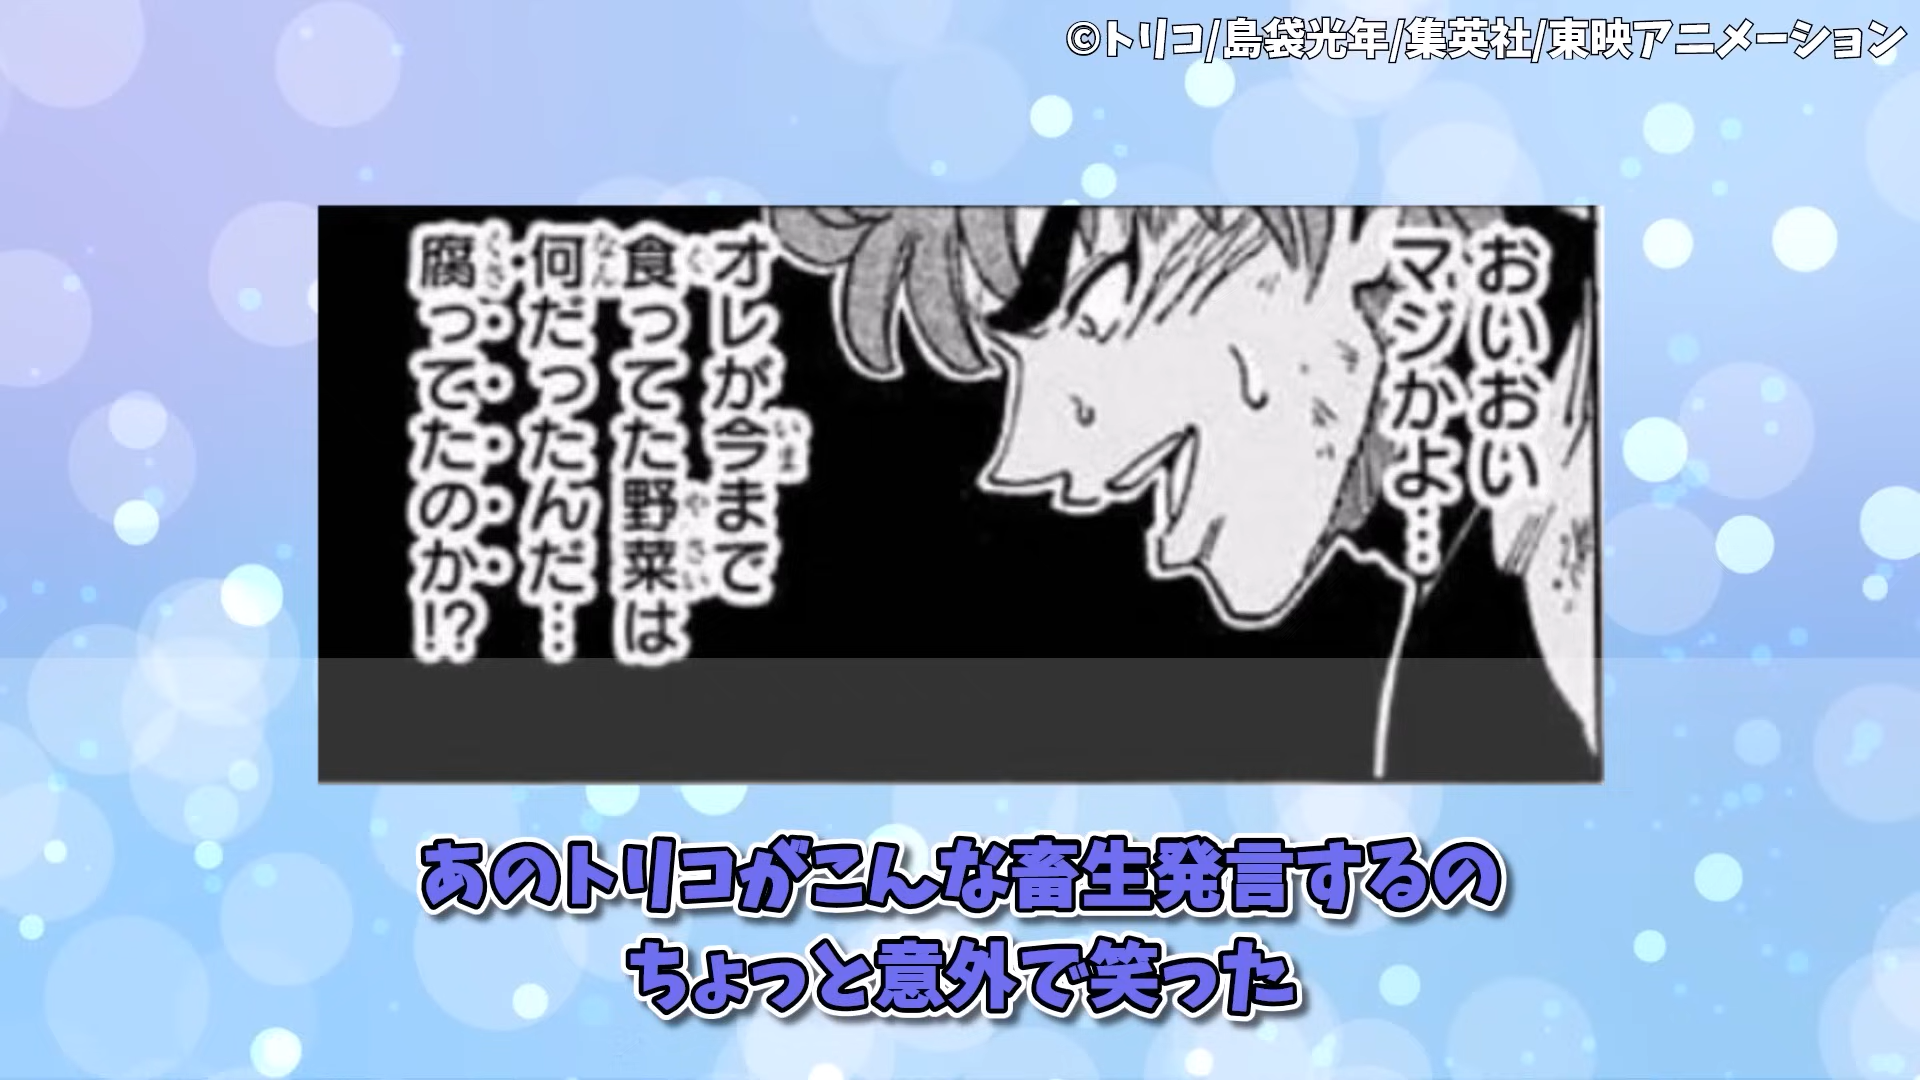 ©トリコ/島袋光年/集英社/東映アニメーション
おいおい
マジかよ…
オレが今まで
食ってた野菜は
何だったんだ…
腐ってたのか!?
あのトリコがこんな畜生発言するの
ちょっと意外で笑った